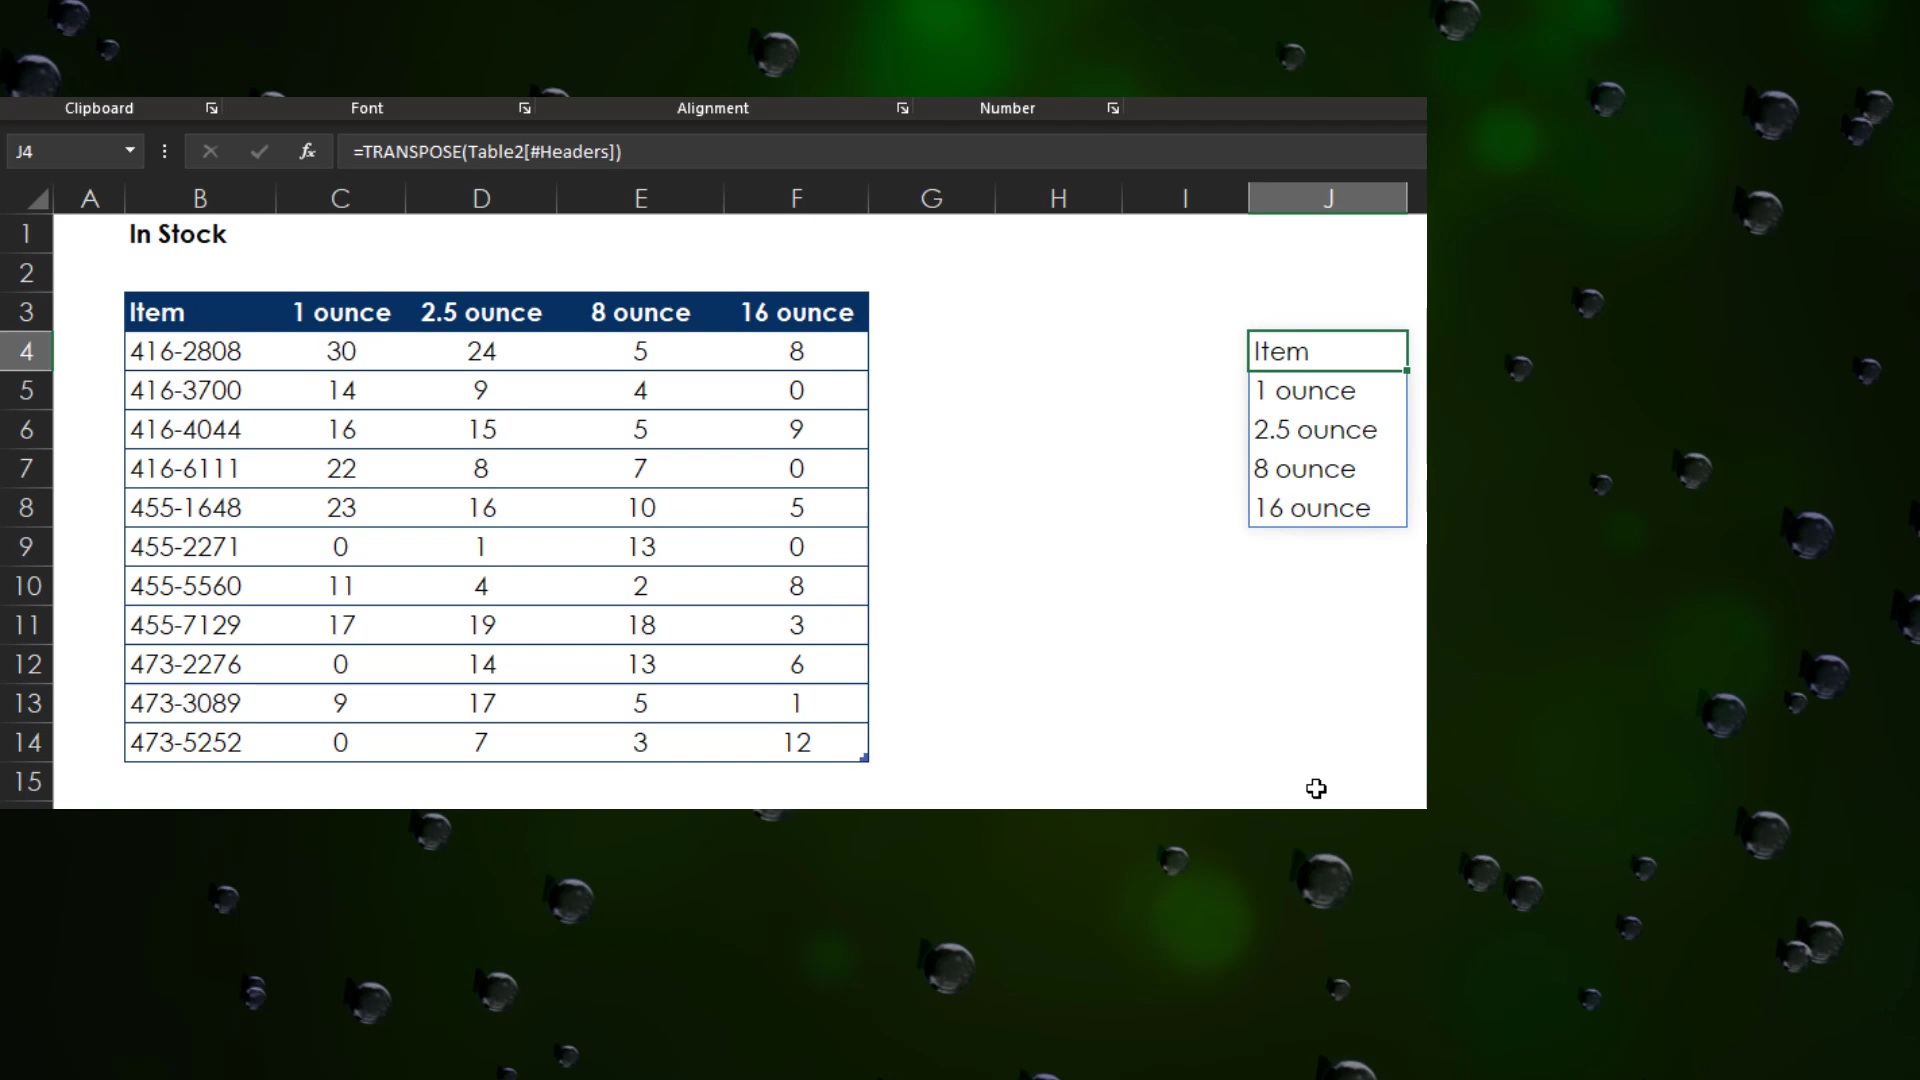 Clipboard Font Alignment Number
J4 fx =TRANSPOSE(Table2[#Headers])
A B C D E F G H I J
1 In Stock
2
3 Item 1 ounce 2.5 ounce 8 ounce 16 ounce
4 416-2808 30 24 5 8 Item
5 416-3700 14 9 4 0 1 ounce
6 416-4044 16 15 5 9 2.5 ounce
7 416-6111 22 8 7 0 8 ounce
8 455-1648 23 16 10 5 16 ounce
9 455-2271 0 1 13 0
10 455-5560 11 4 2 8
11 455-7129 17 19 18 3
12 473-2276 0 14 13 6
13 473-3089 9 17 5 1
14 473-5252 0 7 3 12
15